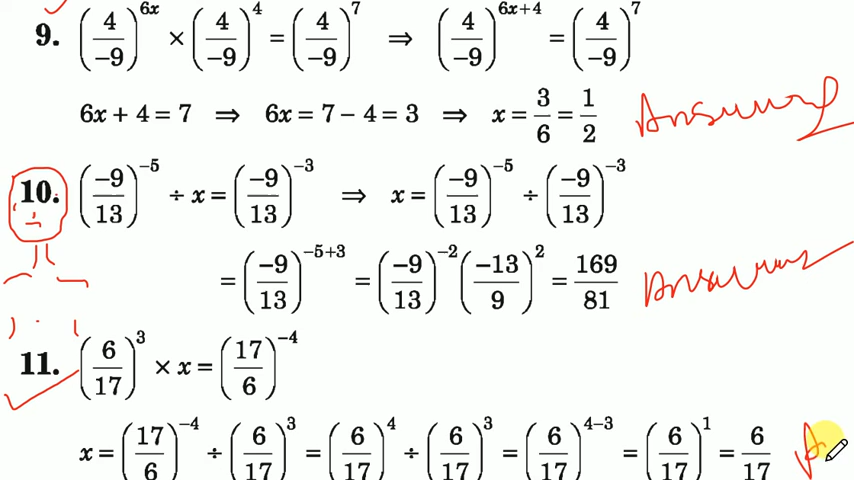 9. (4/−9)^6x × (4/−9)^4 = (4/−9)^7 ⇒ (4/−9)^6x+4 = (4/−9)^7
6x + 4 = 7 ⇒ 6x = 7 − 4 = 3 ⇒ x = 3/6 = 1/2
10. (−9/13)^−5 ÷ x = (−9/13)^−3 ⇒ x = (−9/13)^−5 ÷ (−9/13)^−3
= (−9/13)^−5+3 = (−9/13)^−2 (−13/9)^2 = 169/81
11. (6/17)^3 × x = (17/6)^−4
x = (17/6)^−4 ÷ (6/17)^3 = (6/17)^4 ÷ (6/17)^3 = (6/17)^4−3 = (6/17)^1 = 6/17